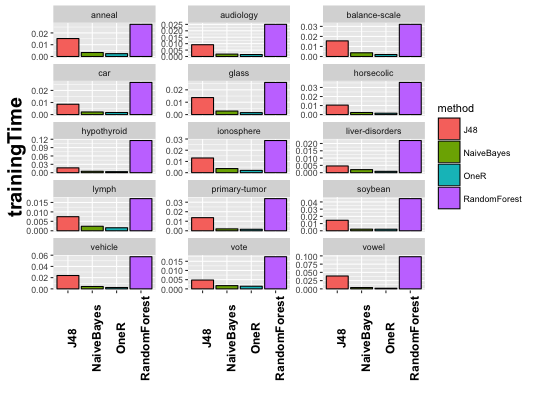 anneal
audiology
balance-scale
0.02
0.01
0.00
0.025
0.020
0.015
0.010
0.005
0.000
0.03
0.02
0.01
0.00
car
glass
horsecolic
0.02
0.01
0.00
0.02
0.01
0.00
0.03
0.02
0.01
0.00
hypothyroid
ionosphere
liver-disorders
0.12
0.09
0.06
0.03
0.00
0.03
0.02
0.01
0.00
0.020
0.015
0.010
0.005
0.000
lymph
primary-tumor
soybean
0.015
0.010
0.005
0.000
0.03
0.02
0.01
0.00
0.04
0.03
0.02
0.01
0.00
vehicle
vote
vowel
0.06
0.04
0.02
0.00
0.015
0.010
0.005
0.000
0.100
0.075
0.050
0.025
0.000
trainingTime
J48
NaiveBayes
OneR
RandomForest
J48
NaiveBayes
OneR
RandomForest
J48
NaiveBayes
OneR
RandomForest
method
J48
NaiveBayes
OneR
RandomForest